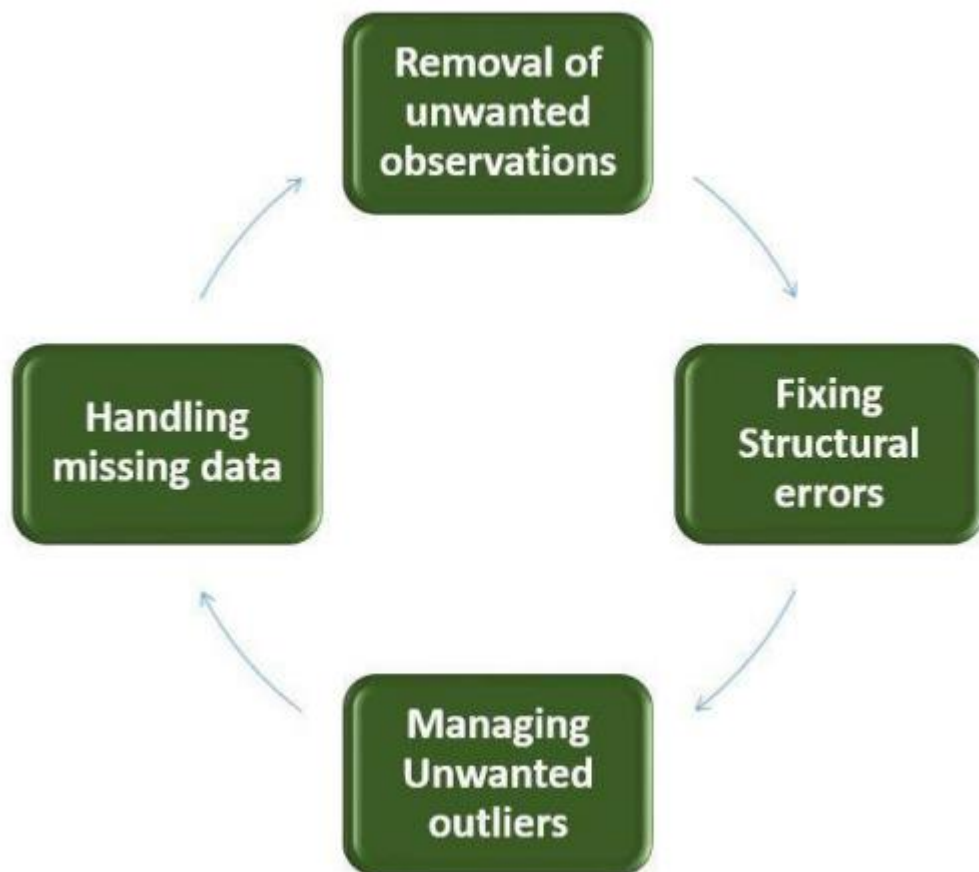 Removal of
unwanted
observations
Handling
missing data
Fixing
Structural
errors
Managing
Unwanted
outliers